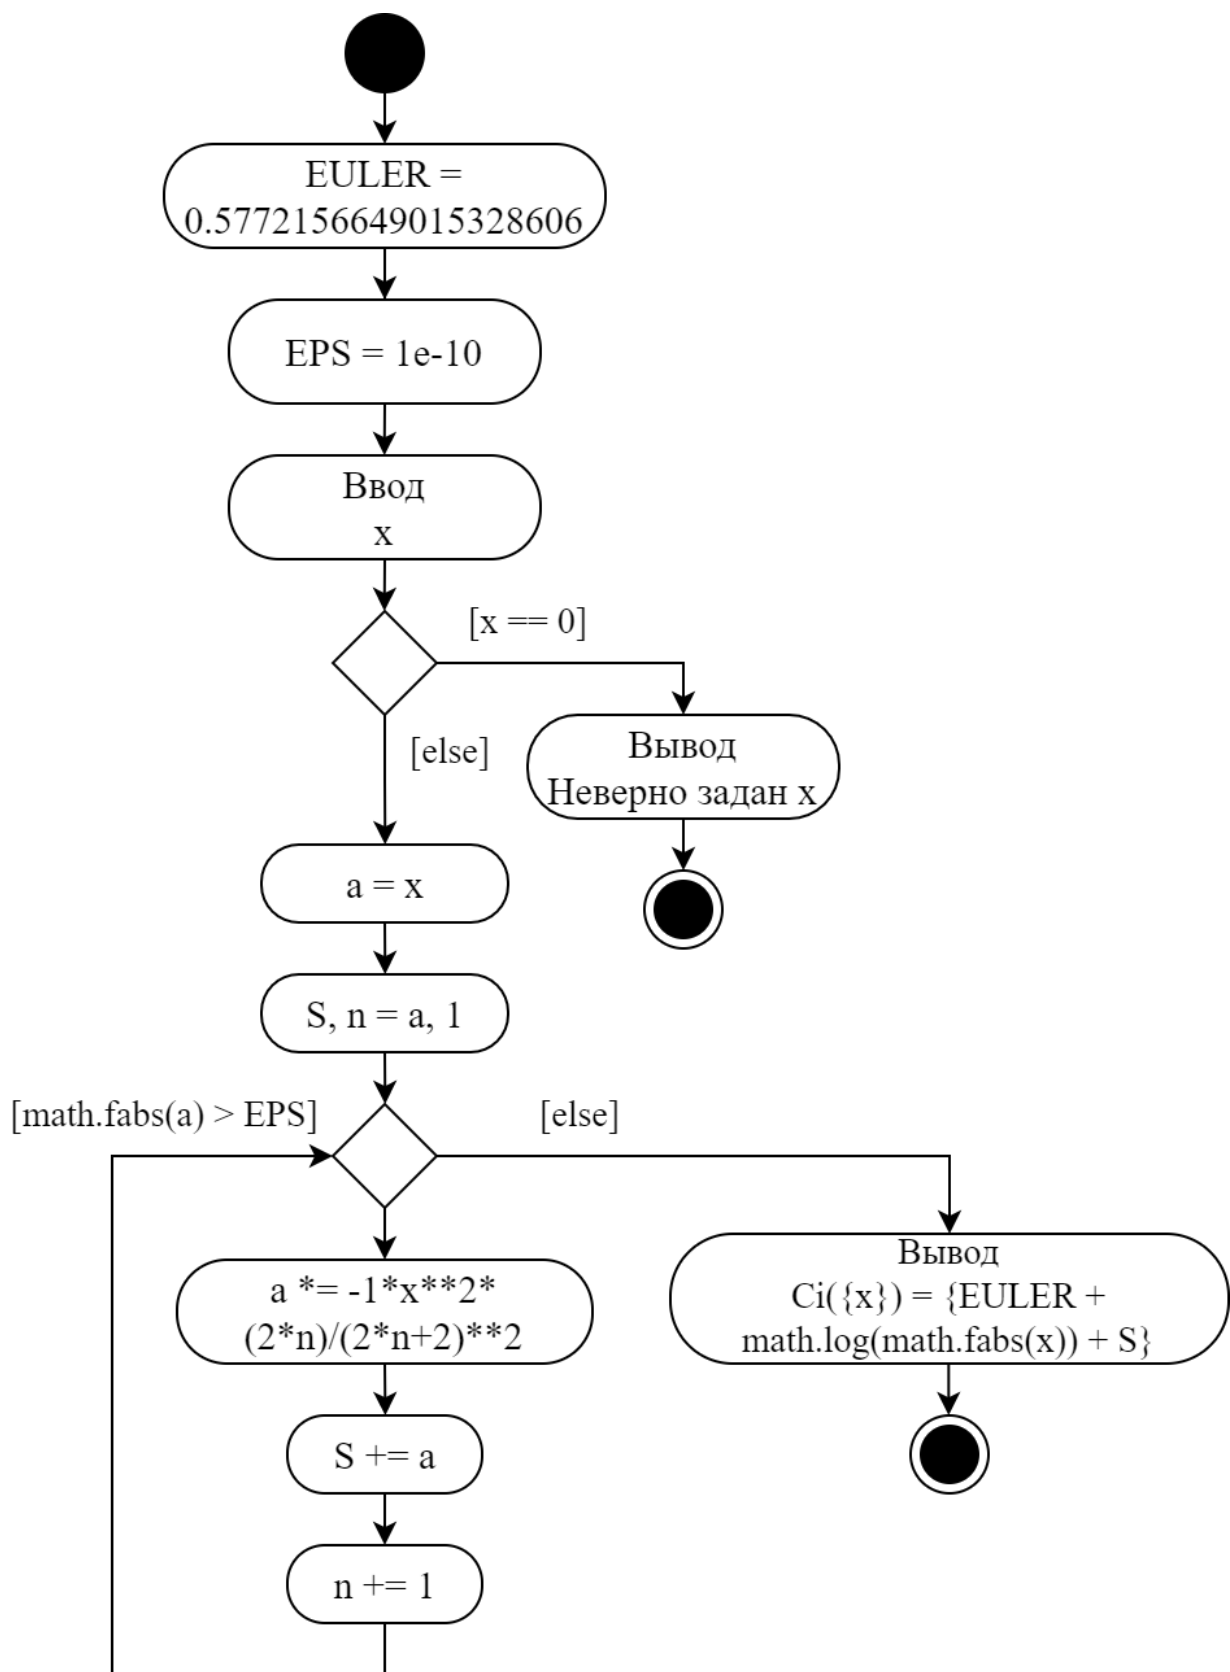 EULER =
0.5772156649015328606
EPS = 1e-10
Ввод
x
[x == 0]
[else]
Вывод
Неверно задан x
a = x
S, n = a, 1
[math.fabs(a) > EPS]
[else]
a *= -1*x**2*
(2*n)/(2*n+2)**2
Вывод
Ci({x}) = {EULER +
math.log(math.fabs(x)) + S}
S += a
n += 1